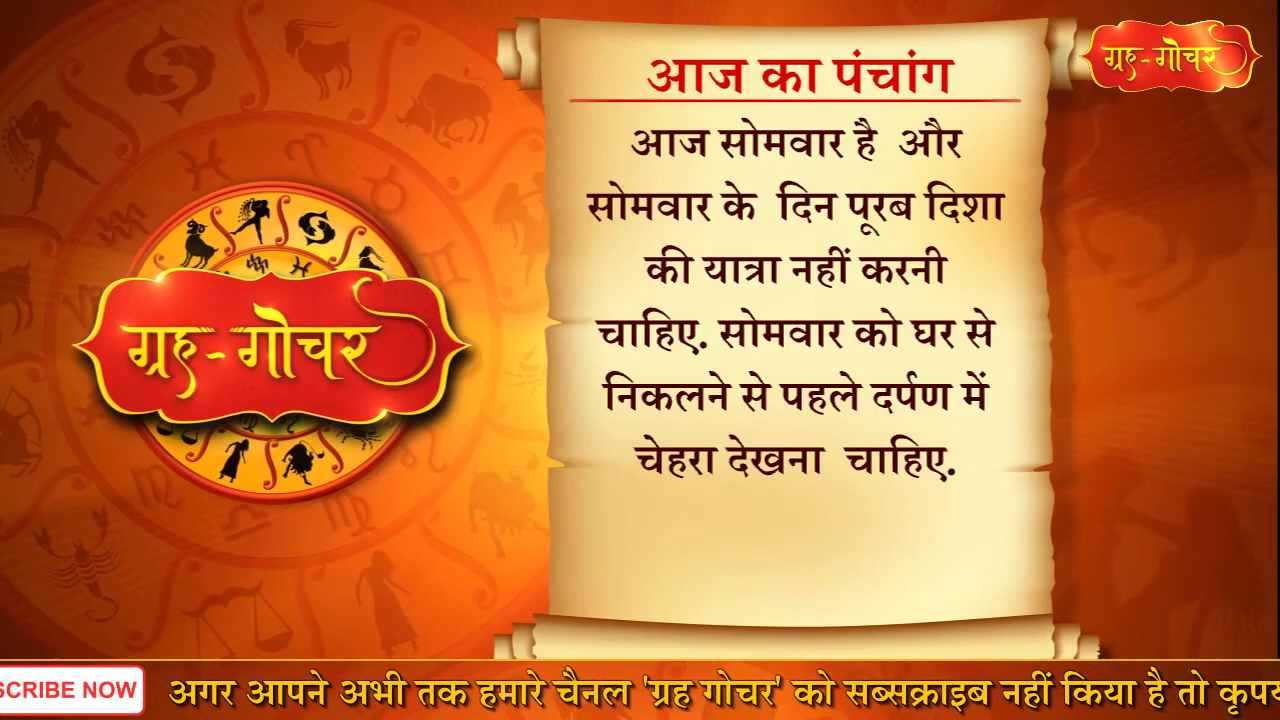 आज का पंचांग
ग्रह-गोचर
आज सोमवार है और
सोमवार के दिन पूरब दिशा
की यात्रा नहीं करनी
चाहिए. सोमवार को घर से
निकलने से पहले दर्पण में
चेहरा देखना चाहिए.
ग्रह-गोचर
SCRIBE NOW
अगर आपने अभी तक हमारे चैनल 'ग्रह गोचर' को सब्सक्राइब नहीं किया है तो